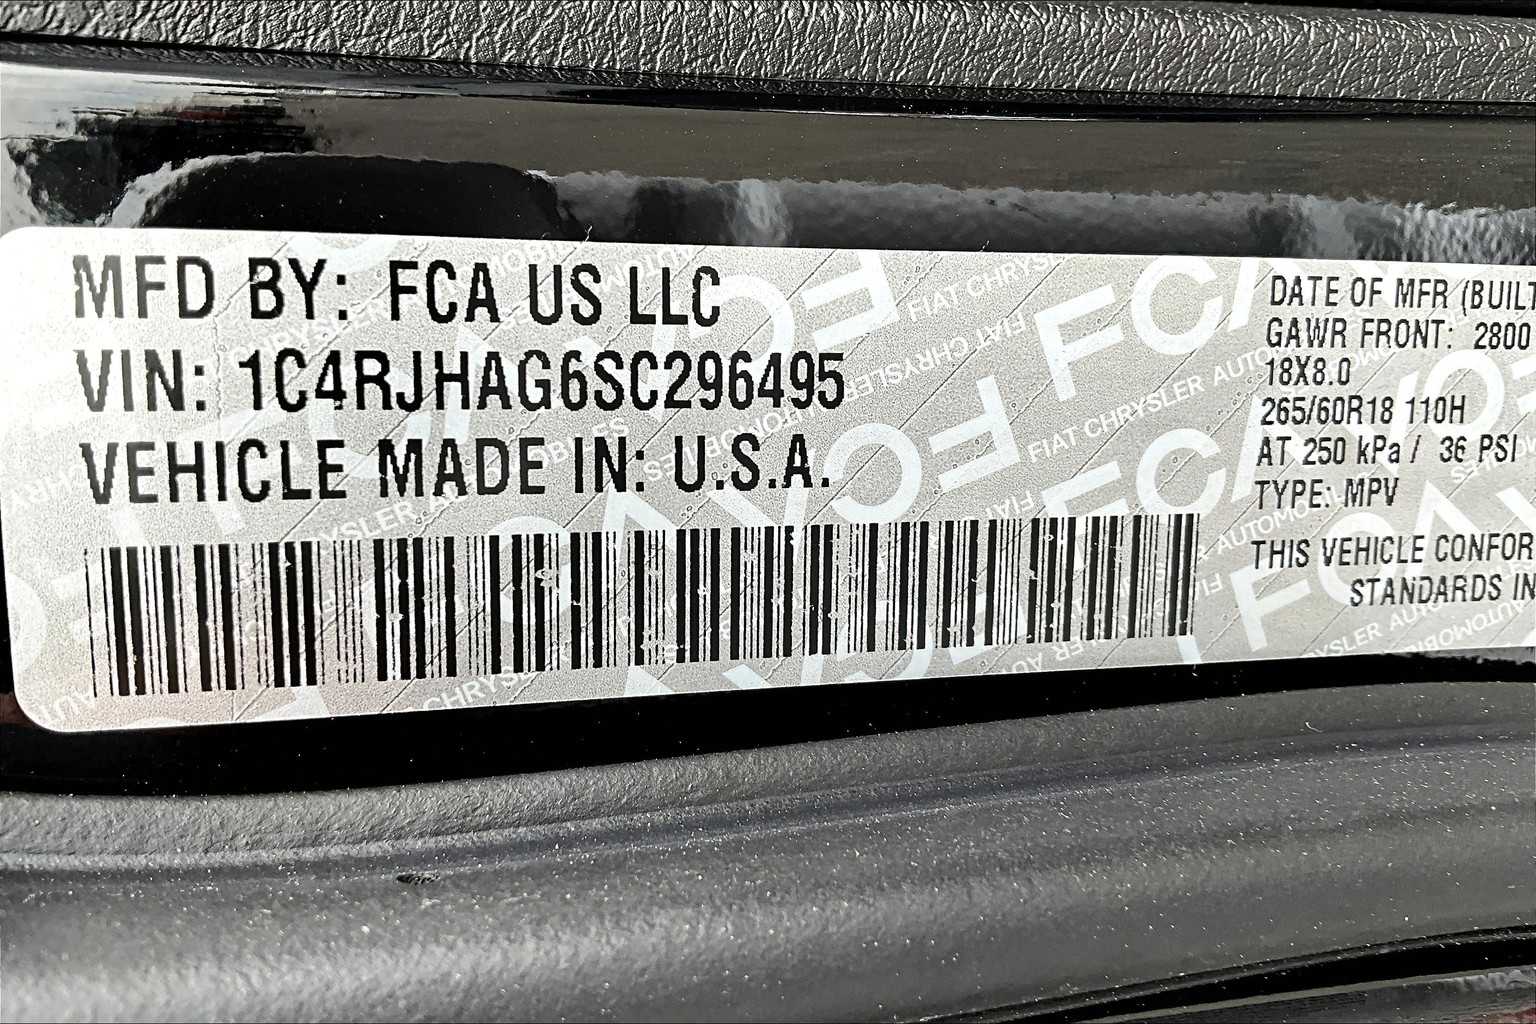 MFD BY: FCA US LLC
VIN: 1C4RJHAG6SC296495
VEHICLE MADE IN: U.S.A.
DATE OF MFR (BUILT
GAWR FRONT: 2800
18X8.0
265/60R18 110H
AT 250 kPa / 36 PSI
TYPE: MPV
THIS VEHICLE CONFOR
STANDARDS IN